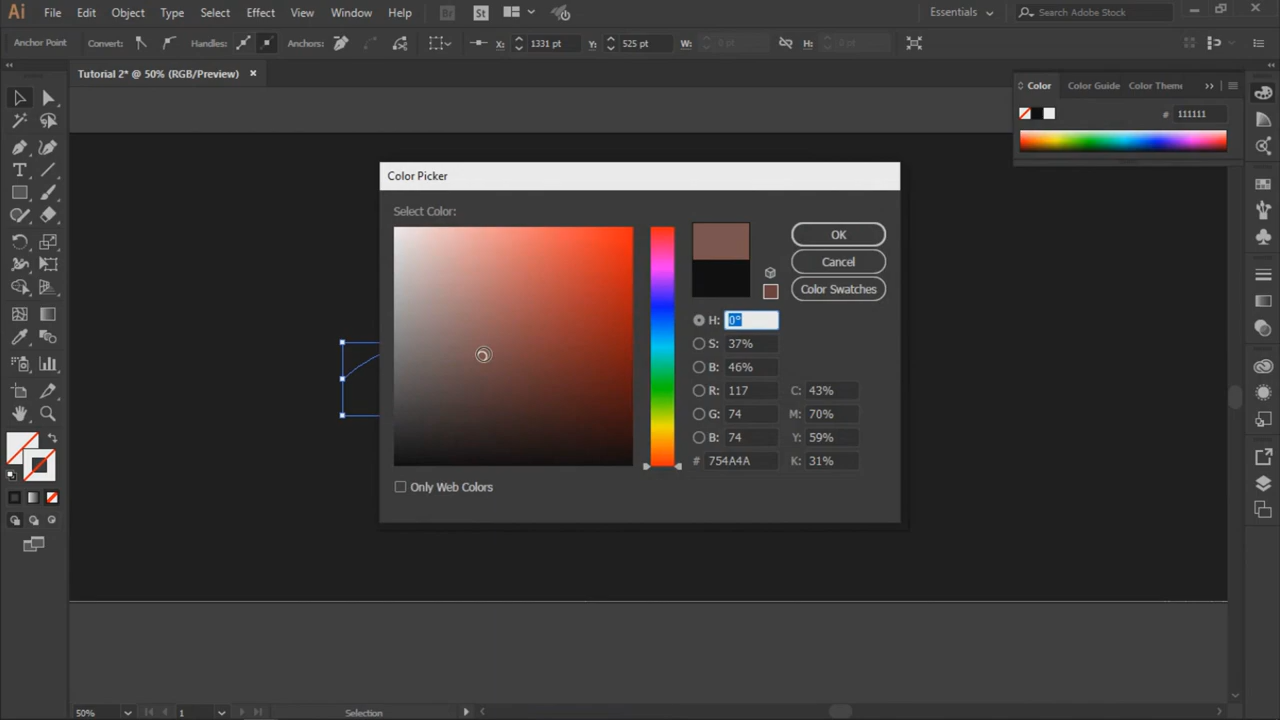 Ai File Edit Object Type Select Effect View Window Help Br St Essentials Search Adobe Stock
Anchor Point Convert: Handles: Anchors: X: 1331 pt Y: 525 pt W: 0 pt H: 0 pt
Tutorial 2* @ 50% (RGB/Preview) ×
Color Color Guide Color Theme
# 111111
Color Picker
Select Color:
OK
Cancel
Color Swatches
H: 0°
S: 37%
B: 46%
R: 117 C: 43%
G: 74 M: 70%
B: 74 Y: 59%
# 754A4A K: 31%
Only Web Colors
50% 1 Selection